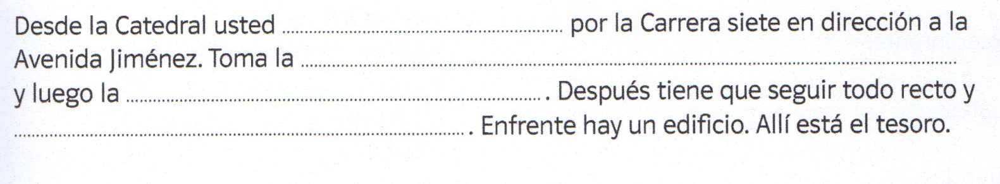 Desde la Catedral usted ........................ por la Carrera siete en dirección a la
Avenida Jiménez. Toma la ........................
y luego la ........................ . Después tiene que seguir todo recto y
........................ . Enfrente hay un edificio. Allí está el tesoro.